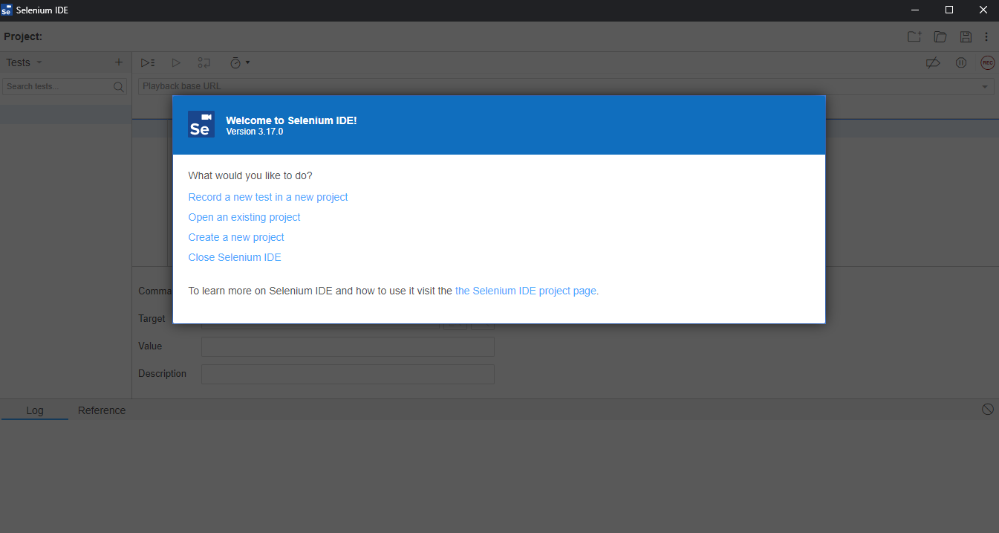 Se Selenium IDE
Project:
Tests
Search tests...
Playback base URL
Se
Welcome to Selenium IDE!
Version 3.17.0
What would you like to do?
Record a new test in a new project
Open an existing project
Create a new project
Close Selenium IDE
To learn more on Selenium IDE and how to use it visit the the Selenium IDE project page.
REC
Comma
Target
Value
Description
Log Reference